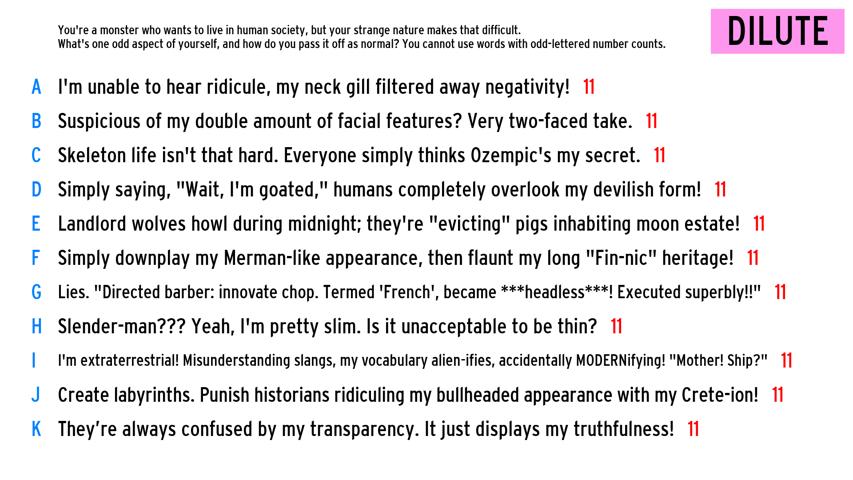 You're a monster who wants to live in human society, but your strange nature makes that difficult.
What's one odd aspect of yourself, and how do you pass it off as normal? You cannot use words with odd-lettered number counts.
DILUTE
A I'm unable to hear ridicule, my neck gill filtered away negativity! 11
B Suspicious of my double amount of facial features? Very two-faced take. 11
C Skeleton life isn't that hard. Everyone simply thinks Ozempic's my secret. 11
D Simply saying, "Wait, I'm goated," humans completely overlook my devilish form! 11
E Landlord wolves howl during midnight; they're "evicting" pigs inhabiting moon estate! 11
F Simply downplay my Merman-like appearance, then flaunt my long "Fin-nic" heritage! 11
G Lies. "Directed barber: innovate chop. Termed 'French', became ***headless***! Executed superbly!!" 11
H Slender-man??? Yeah, I'm pretty slim. Is it unacceptable to be thin? 11
I I'm extraterrestrial! Misunderstanding slangs, my vocabulary alien-ifies, accidentally MODERNifying! "Mother! Ship?" 11
J Create labyrinths. Punish historians ridiculing my bullheaded appearance with my Crete-ion! 11
K They’re always confused by my transparency. It just displays my truthfulness! 11